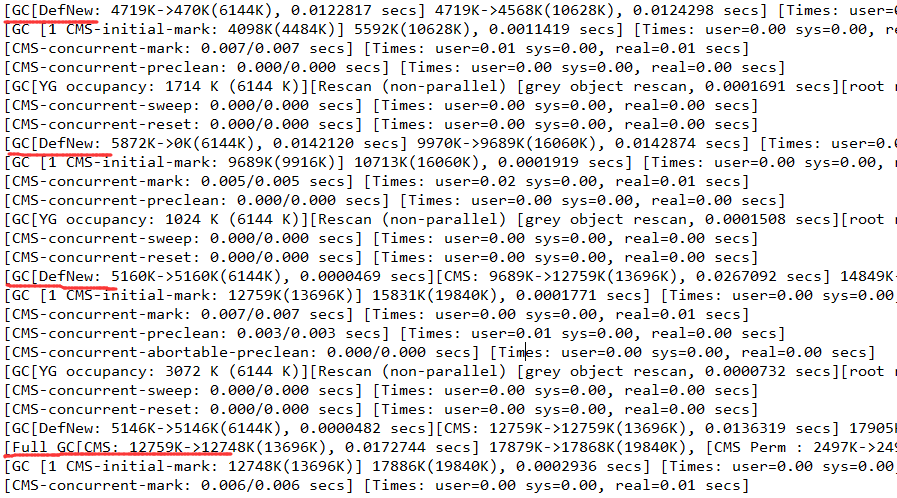 [GC[DefNew: 4719K->470K(6144K), 0.0122817 secs] 4719K->4568K(10628K), 0.0124298 secs] [Times: user=0
[GC [1 CMS-initial-mark: 4098K(4484K)] 5592K(10628K), 0.0011419 secs] [Times: user=0.00 sys=0.00, re
[CMS-concurrent-mark: 0.007/0.007 secs] [Times: user=0.01 sys=0.00, real=0.01 secs]
[CMS-concurrent-preclean: 0.000/0.000 secs] [Times: user=0.00 sys=0.00, real=0.00 secs]
[GC[YG occupancy: 1714 K (6144 K)][Rescan (non-parallel) [grey object rescan, 0.0001691 secs][root r
[CMS-concurrent-sweep: 0.000/0.000 secs] [Times: user=0.00 sys=0.00, real=0.00 secs]
[CMS-concurrent-reset: 0.000/0.000 secs] [Times: user=0.00 sys=0.00, real=0.00 secs]
[GC[DefNew: 5872K->0K(6144K), 0.0142120 secs] 9970K->9689K(16060K), 0.0142874 secs] [Times: user=0.0
[GC [1 CMS-initial-mark: 9689K(9916K)] 10713K(16060K), 0.0001919 secs] [Times: user=0.00 sys=0.00, r
[CMS-concurrent-mark: 0.005/0.005 secs] [Times: user=0.02 sys=0.00, real=0.01 secs]
[CMS-concurrent-preclean: 0.000/0.000 secs] [Times: user=0.00 sys=0.00, real=0.00 secs]
[GC[YG occupancy: 1024 K (6144 K)][Rescan (non-parallel) [grey object rescan, 0.0001508 secs][root r
[CMS-concurrent-sweep: 0.000/0.000 secs] [Times: user=0.00 sys=0.00, real=0.00 secs]
[CMS-concurrent-reset: 0.000/0.000 secs] [Times: user=0.00 sys=0.00, real=0.00 secs]
[GC[DefNew: 5160K->5160K(6144K), 0.0000469 secs][CMS: 9689K->12759K(13696K), 0.0267092 secs] 14849K-
[GC [1 CMS-initial-mark: 12759K(13696K)] 15831K(19840K), 0.0001771 secs] [Times: user=0.00 sys=0.00,
[CMS-concurrent-mark: 0.007/0.007 secs] [Times: user=0.00 sys=0.00, real=0.01 secs]
[CMS-concurrent-preclean: 0.003/0.003 secs] [Times: user=0.01 sys=0.00, real=0.00 secs]
[CMS-concurrent-abortable-preclean: 0.000/0.000 secs] [Times: user=0.00 sys=0.00, real=0.00 secs]
[GC[YG occupancy: 3072 K (6144 K)][Rescan (non-parallel) [grey object rescan, 0.0000732 secs][root r
[CMS-concurrent-sweep: 0.000/0.000 secs] [Times: user=0.00 sys=0.00, real=0.00 secs]
[CMS-concurrent-reset: 0.000/0.000 secs] [Times: user=0.00 sys=0.00, real=0.00 secs]
[GC[DefNew: 5146K->5146K(6144K), 0.0000482 secs][CMS: 12759K->12759K(13696K), 0.0136319 secs] 17905K
[Full GC[CMS: 12759K->12748K(13696K), 0.0172744 secs] 17879K->17868K(19840K), [CMS Perm : 2497K->249
[GC [1 CMS-initial-mark: 12748K(13696K)] 17886K(19840K), 0.0002936 secs] [Times: user=0.00 sys=0.00,
[CMS-concurrent-mark: 0.006/0.006 secs] [Times: user=0.00 sys=0.00, real=0.01 secs]